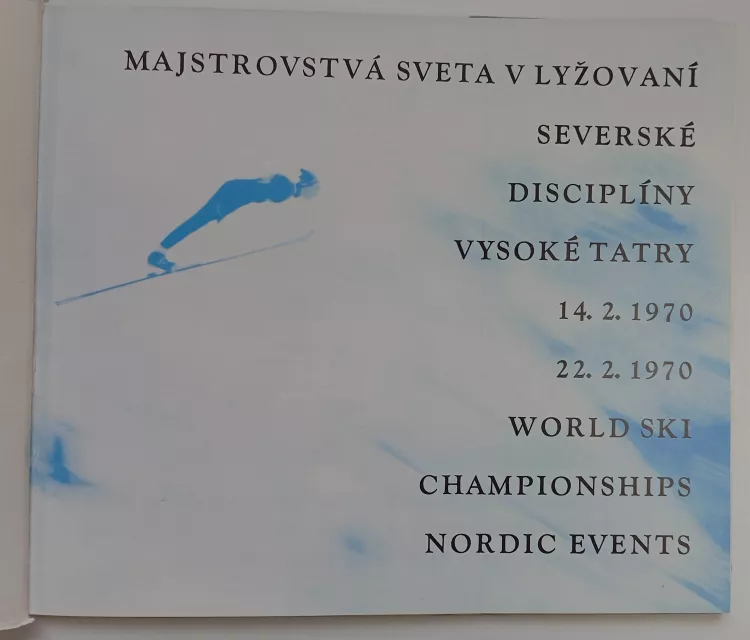 MAJSTROVSTVÁ SVETA V LYŽOVANÍ
SEVERSKÉ
DISCIPLÍNY
VYSOKÉ TATRY
14. 2. 1970
22. 2. 1970
WORLD SKI
CHAMPIONSHIPS
NORDIC EVENTS